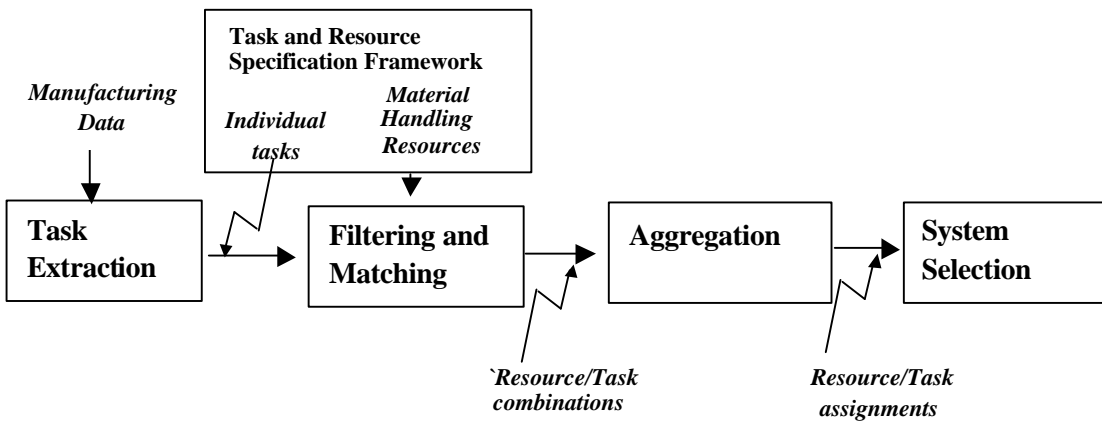 Task and Resource
Specification Framework
Manufacturing
Data
Individual
tasks
Material
Handling
Resources
Task
Extraction
Filtering and
Matching
Aggregation
System
Selection
`Resource/Task
combinations
Resource/Task
assignments